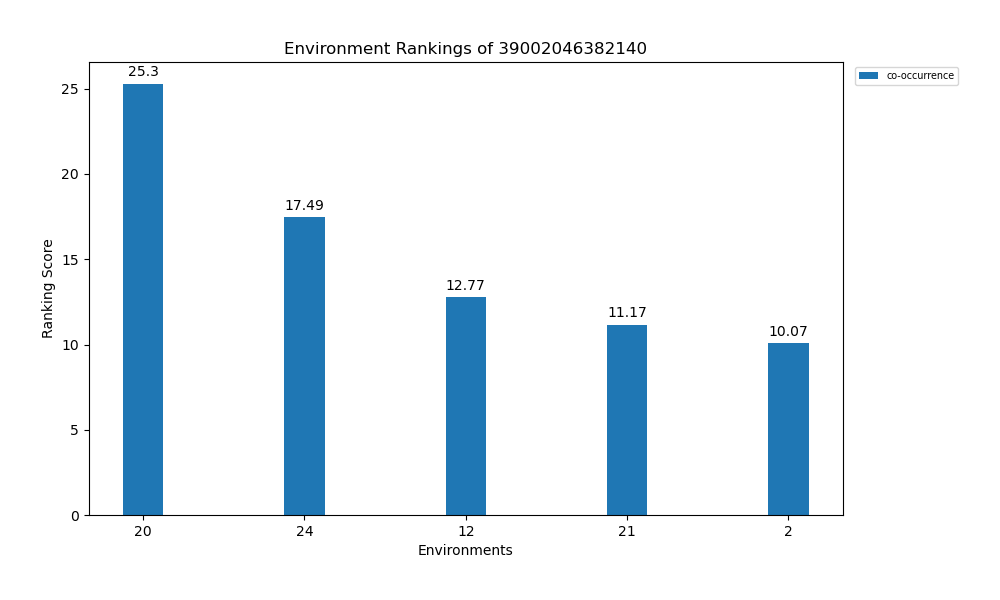 Environment Rankings of 39002046382140
co-occurrence
25.3
17.49
12.77
11.17
10.07
25
20
15
10
5
0
Ranking Score
20 24 12 21 2
Environments